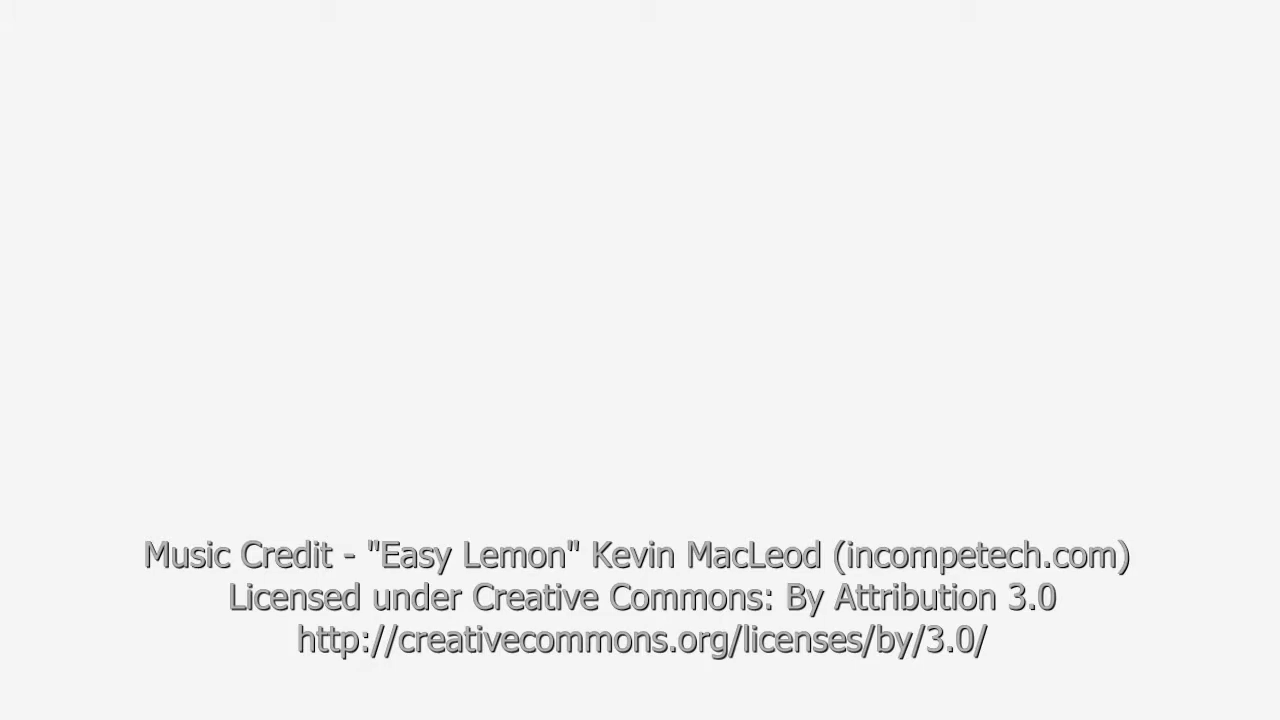 Music Credit - "Easy Lemon" Kevin MacLeod (incompetech.com)
Licensed under Creative Commons: By Attribution 3.0
http://creativecommons.org/licenses/by/3.0/